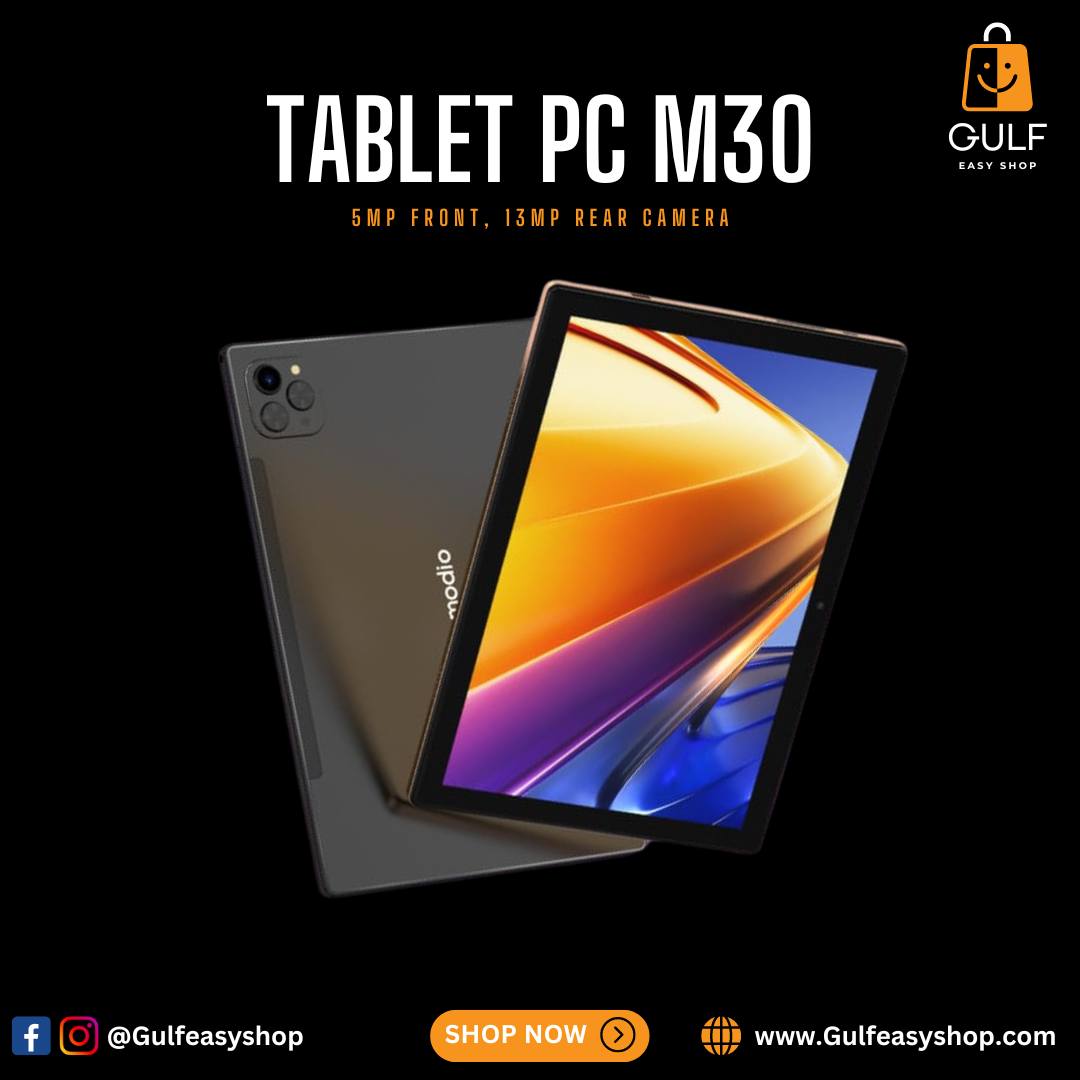 GULF
EASY SHOP
TABLET PC M30
5MP FRONT, 13MP REAR CAMERA
modio
@Gulfeasyshop
SHOP NOW
www.Gulfeasyshop.com